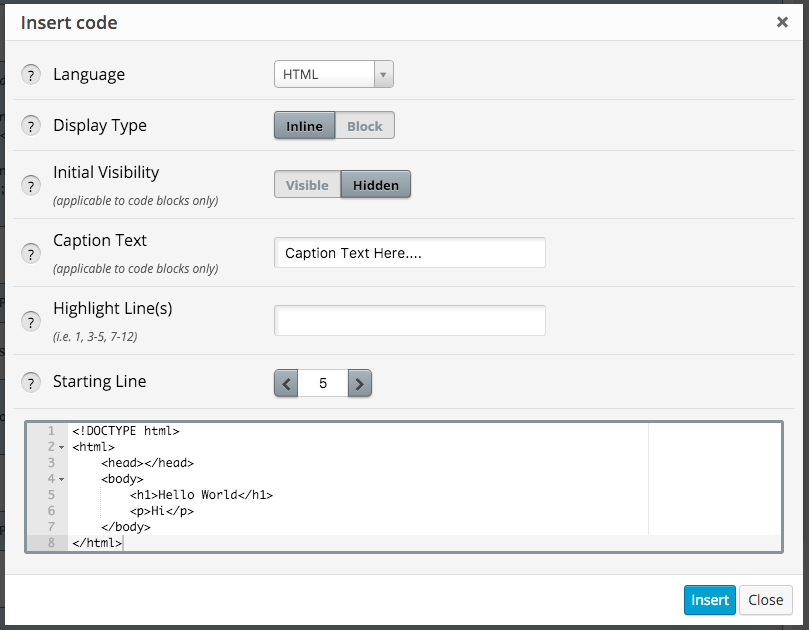 Insert code ×
? Language HTML
? Display Type Inline Block
? Initial Visibility Visible Hidden
(applicable to code blocks only)
? Caption Text Caption Text Here....
(applicable to code blocks only)
? Highlight Line(s)
(i.e. 1, 3-5, 7-12)
? Starting Line 5
1 <!DOCTYPE html>
2 <html>
3 <head></head>
4 <body>
5 <h1>Hello World</h1>
6 <p>Hi</p>
7 </body>
8 </html>
Insert Close